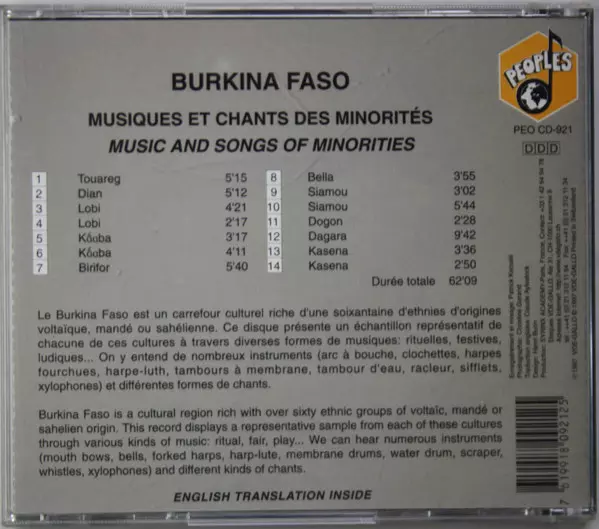 PEOPLES
BURKINA FASO
PEO CD-921
DDD
MUSIQUES ET CHANTS DES MINORITÉS
MUSIC AND SONGS OF MINORITIES
1 Touareg 5'15
2 Dian 5'12
3 Lobi 4'21
4 Lobi 2'17
5 Kõõba 3'17
6 Kõõba 4'11
7 Birifor 5'40
8 Bella 3'55
9 Siamou 3'02
10 Siamou 5'44
11 Dogon 2'28
12 Dagara 9'42
13 Kasena 3'36
14 Kasena 2'50
Durée totale 62'09
Le Burkina Faso est un carrefour culturel riche d'une soixantaine d'ethnies d'origines
voltaïque, mandé ou sahélienne. Ce disque présente un échantillon représentatif de
chacune de ces cultures à travers diverses formes de musiques: rituelles, festives,
ludiques... On y entend de nombreux instruments (arc à bouche, clochettes, harpes
fourchues, harpe-luth, tambours à membrane, tambour d'eau, racleur, sifflets,
xylophones) et différentes formes de chants.
Burkina Faso is a cultural region rich with over sixty ethnic groups of voltaïc, mandé or
sahelien origin. This record displays a representative sample from each of these cultures
through various kinds of music: ritual, fair, play... We can hear numerous instruments
(mouth bows, bells, forked harps, harp-lute, membrane drums, water drum, scraper,
whistles, xylophones) and different kinds of chants.
ENGLISH TRANSLATION INSIDE
7 619918 092125